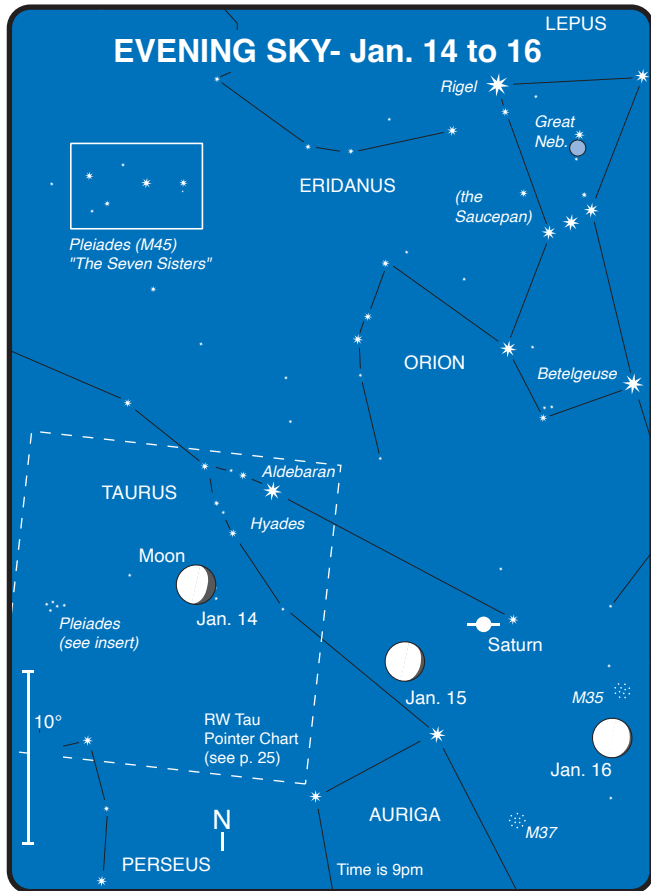 LEPUS
EVENING SKY- Jan. 14 to 16
Rigel
Great
Neb.
ERIDANUS
(the
Saucepan)
Pleiades (M45)
"The Seven Sisters"
ORION
Betelgeuse
Aldebaran
TAURUS
Hyades
Moon
Jan. 14
Pleiades
(see insert)
Saturn
Jan. 15
M35
10°
RW Tau
Pointer Chart
(see p. 25)
Jan. 16
N
AURIGA
M37
PERSEUS
Time is 9pm